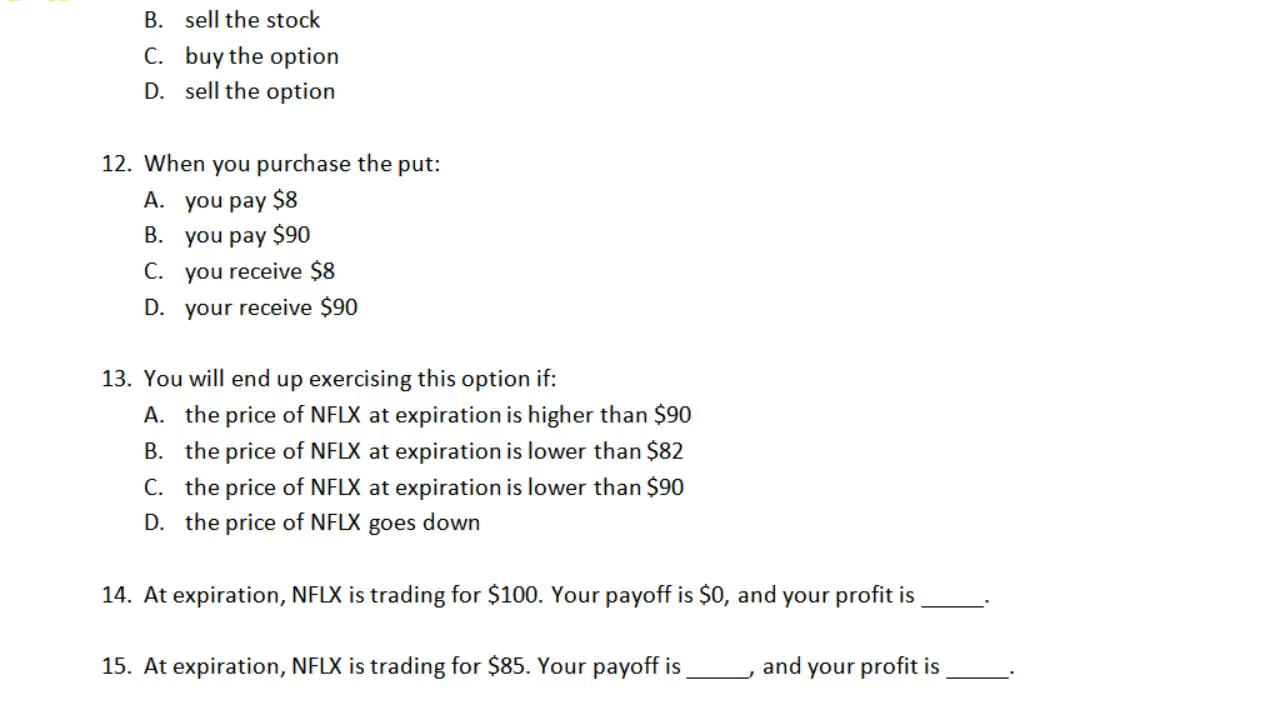 B. sell the stock
C. buy the option
D. sell the option
12. When you purchase the put:
A. you pay $8
B. you pay $90
C. you receive $8
D. your receive $90
13. You will end up exercising this option if:
A. the price of NFLX at expiration is higher than $90
B. the price of NFLX at expiration is lower than $82
C. the price of NFLX at expiration is lower than $90
D. the price of NFLX goes down
14. At expiration, NFLX is trading for $100. Your payoff is $0, and your profit is _____.
15. At expiration, NFLX is trading for $85. Your payoff is _____, and your profit is _____.